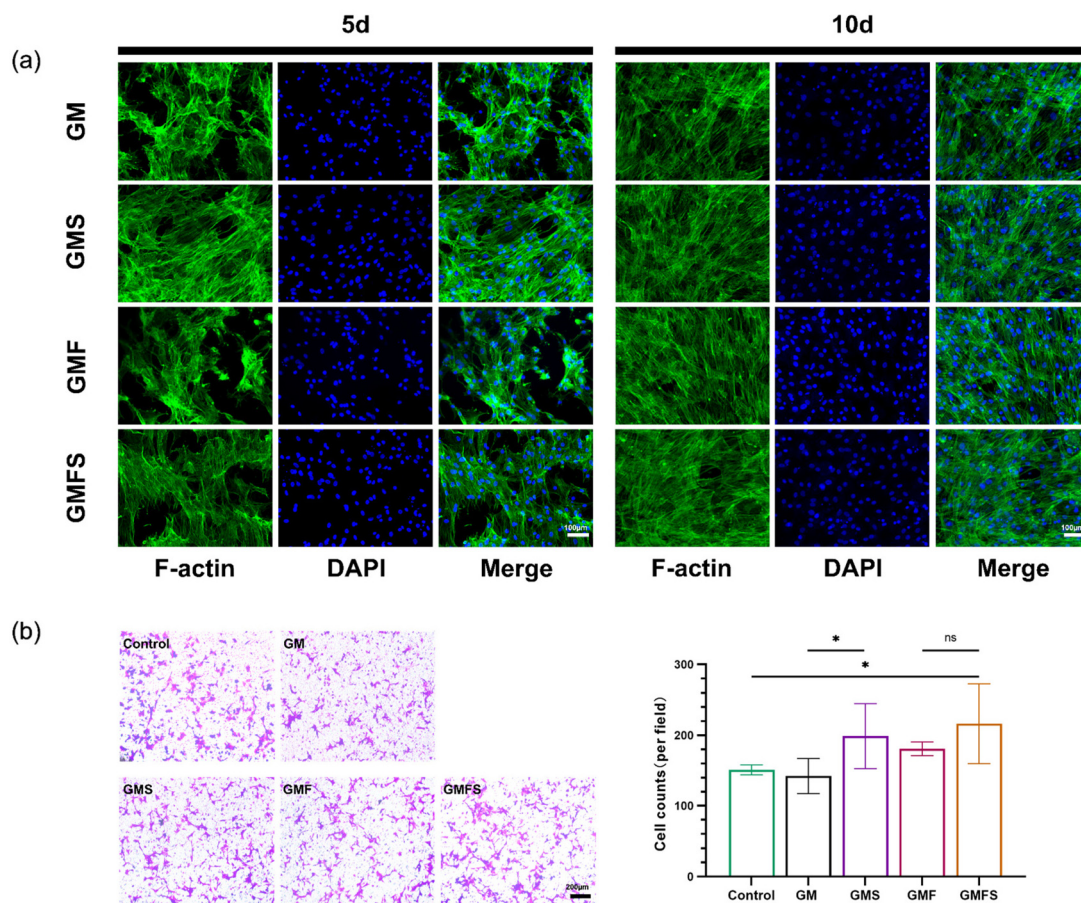 5d 10d
(a)
GM
GMS
GMF
GMFS
100μm 100μm
F-actin DAPI Merge F-actin DAPI Merge
(b)
Control GM
GMS GMF GMFS
200μm
* ns
*
Cell counts（per field）
300
200
100
0
Control GM GMS GMF GMFS